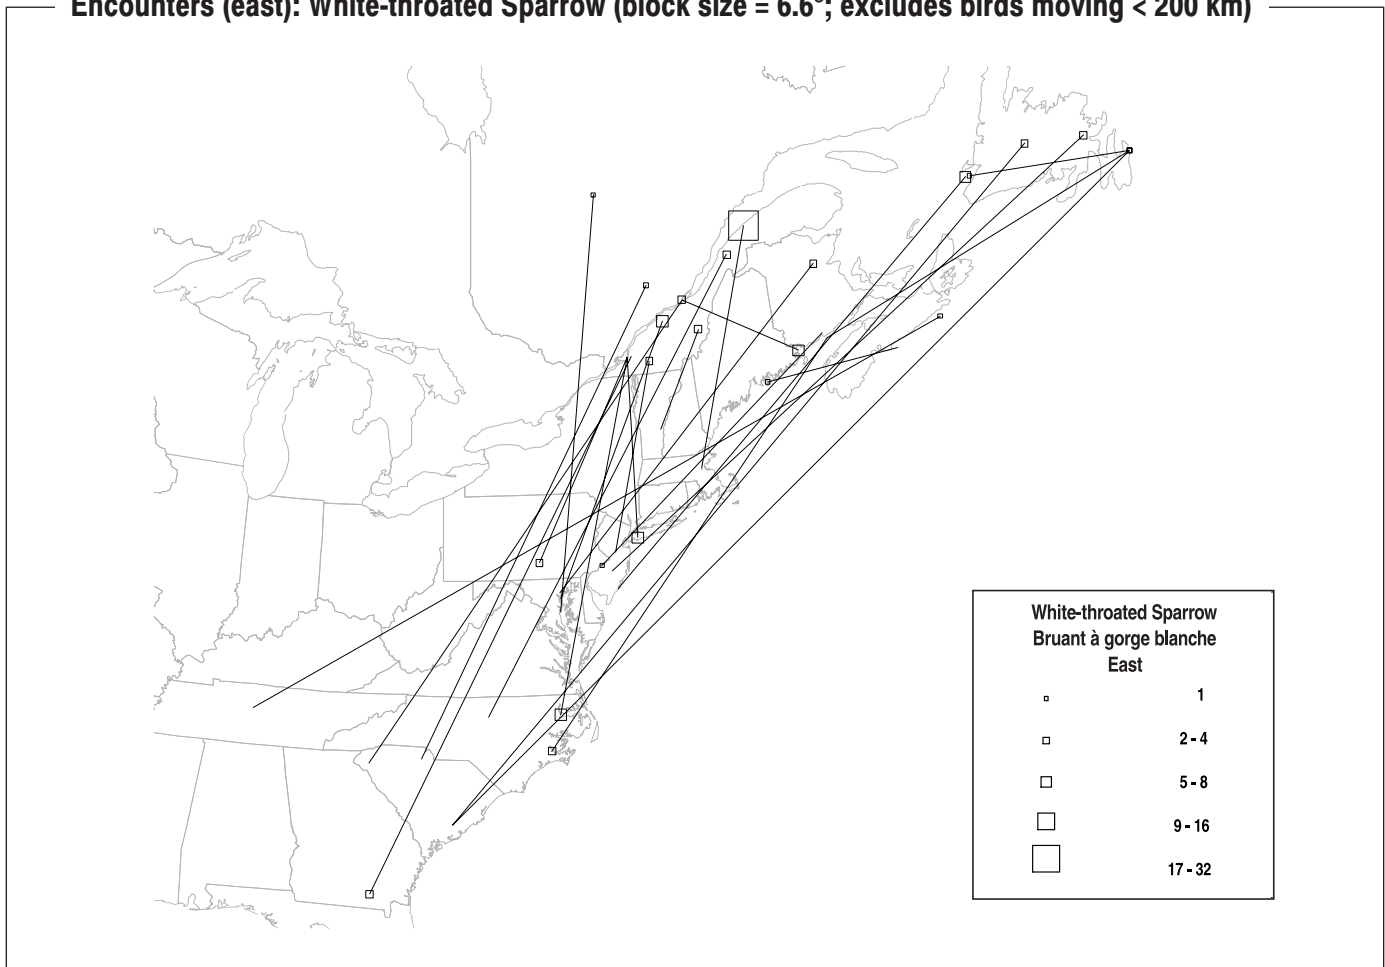 Encounters (east): White-throated Sparrow (block size = 6.6°; excludes birds moving < 200 km)
White-throated Sparrow
Bruant à gorge blanche
East
1
2 - 4
5 - 8
9 - 16
17 - 32